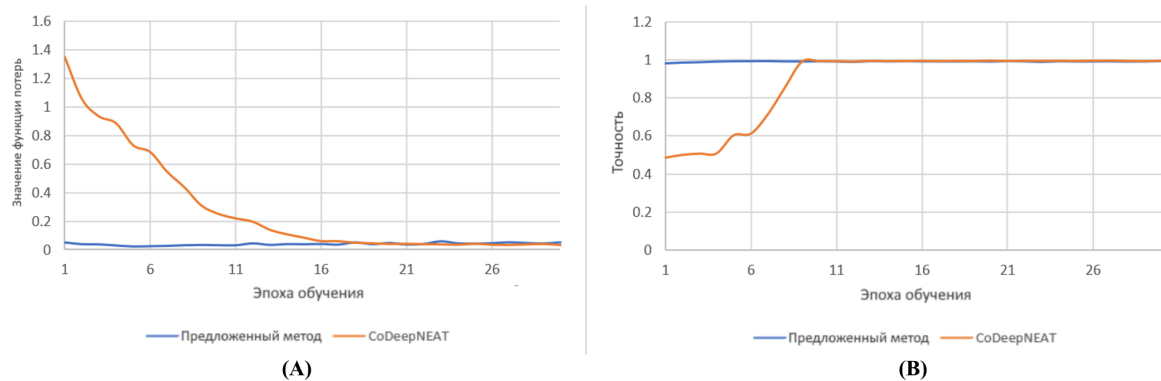 1.6
1.4
1.2
1
0.8
0.6
0.4
0.2
0
Значение функции потерь
1 6 11 16 21 26
Эпоха обучения
Предложенный метод CoDeepNEAT
(A)
1.2
1
0.8
0.6
0.4
0.2
0
Точность
1 6 11 16 21 26
Эпоха обучения
Предложенный метод CoDeepNEAT
(B)